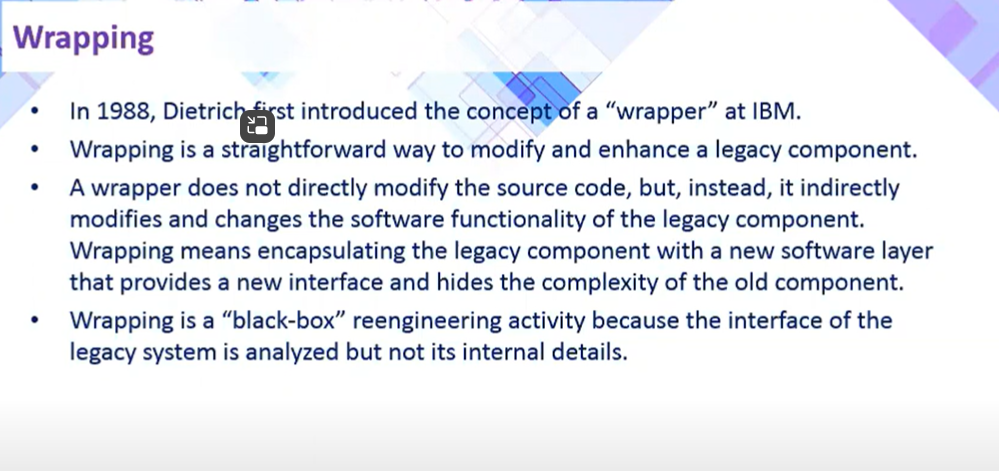 Wrapping
• In 1988, Dietrich first introduced the concept of a “wrapper” at IBM.
• Wrapping is a straightforward way to modify and enhance a legacy component.
• A wrapper does not directly modify the source code, but, instead, it indirectly
modifies and changes the software functionality of the legacy component.
Wrapping means encapsulating the legacy component with a new software layer
that provides a new interface and hides the complexity of the old component.
• Wrapping is a “black-box” reengineering activity because the interface of the
legacy system is analyzed but not its internal details.